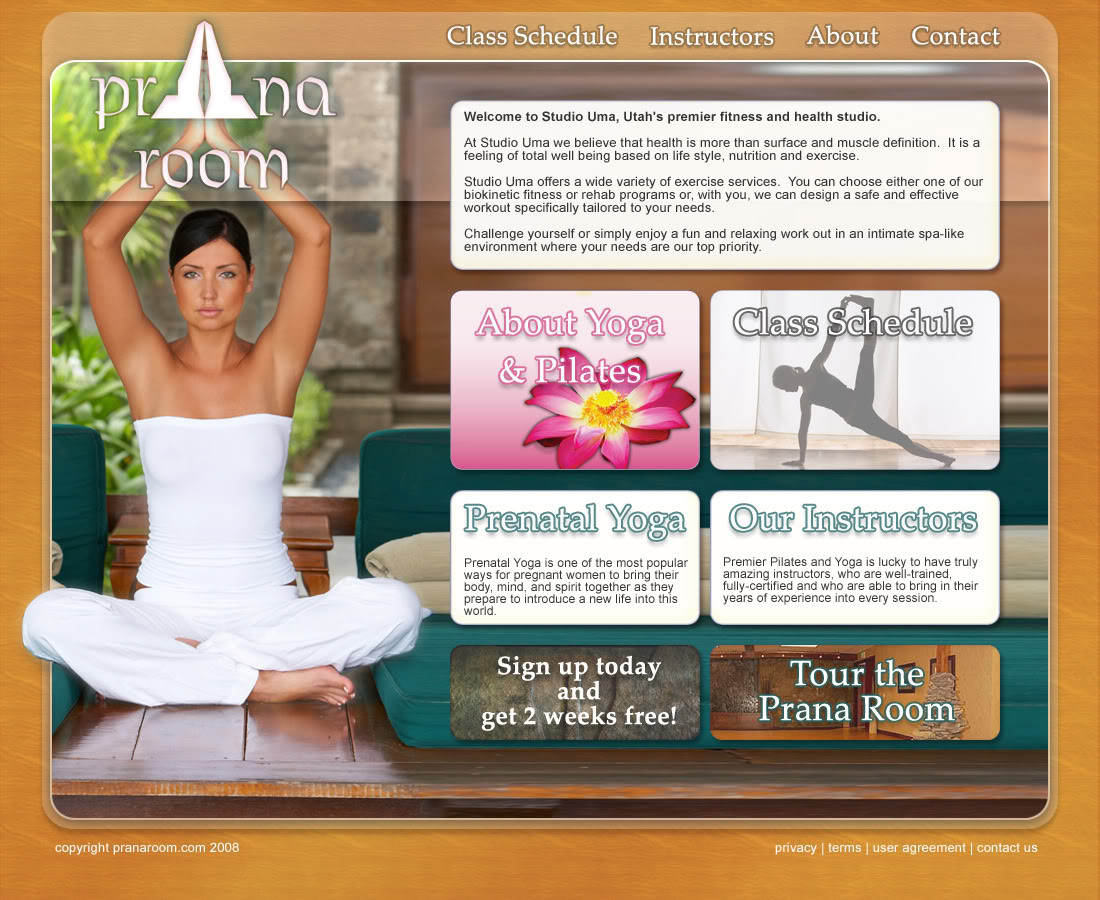 Class Schedule Instructors About Contact
prana
room
Welcome to Studio Uma, Utah's premier fitness and health studio.
At Studio Uma we believe that health is more than surface and muscle definition. It is a
feeling of total well being based on life style, nutrition and exercise.
Studio Uma offers a wide variety of exercise services. You can choose either one of our
biokinetic fitness or rehab programs or, with you, we can design a safe and effective
workout specifically tailored to your needs.
Challenge yourself or simply enjoy a fun and relaxing work out in an intimate spa-like
environment where your needs are our top priority.
About Yoga
& Pilates
Class Schedule
Prenatal Yoga
Prenatal Yoga is one of the most popular
ways for pregnant women to bring their
body, mind, and spirit together as they
prepare to introduce a new life into this
world.
Our Instructors
Premier Pilates and Yoga is lucky to have truly
amazing instructors, who are well-trained,
fully-certified and who are able to bring in their
years of experience into every session.
Sign up today
and
get 2 weeks free!
Tour the
Prana Room
copyright pranaroom.com 2008
privacy | terms | user agreement | contact us